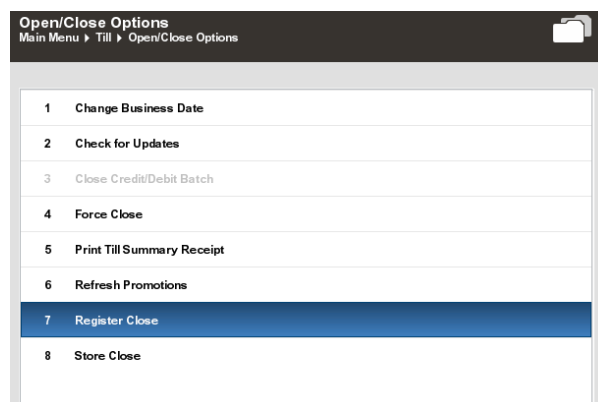 Open/Close Options
Main Menu ▸ Till ▸ Open/Close Options
1 Change Business Date
2 Check for Updates
3 Close Credit/Debit Batch
4 Force Close
5 Print Till Summary Receipt
6 Refresh Promotions
7 Register Close
8 Store Close